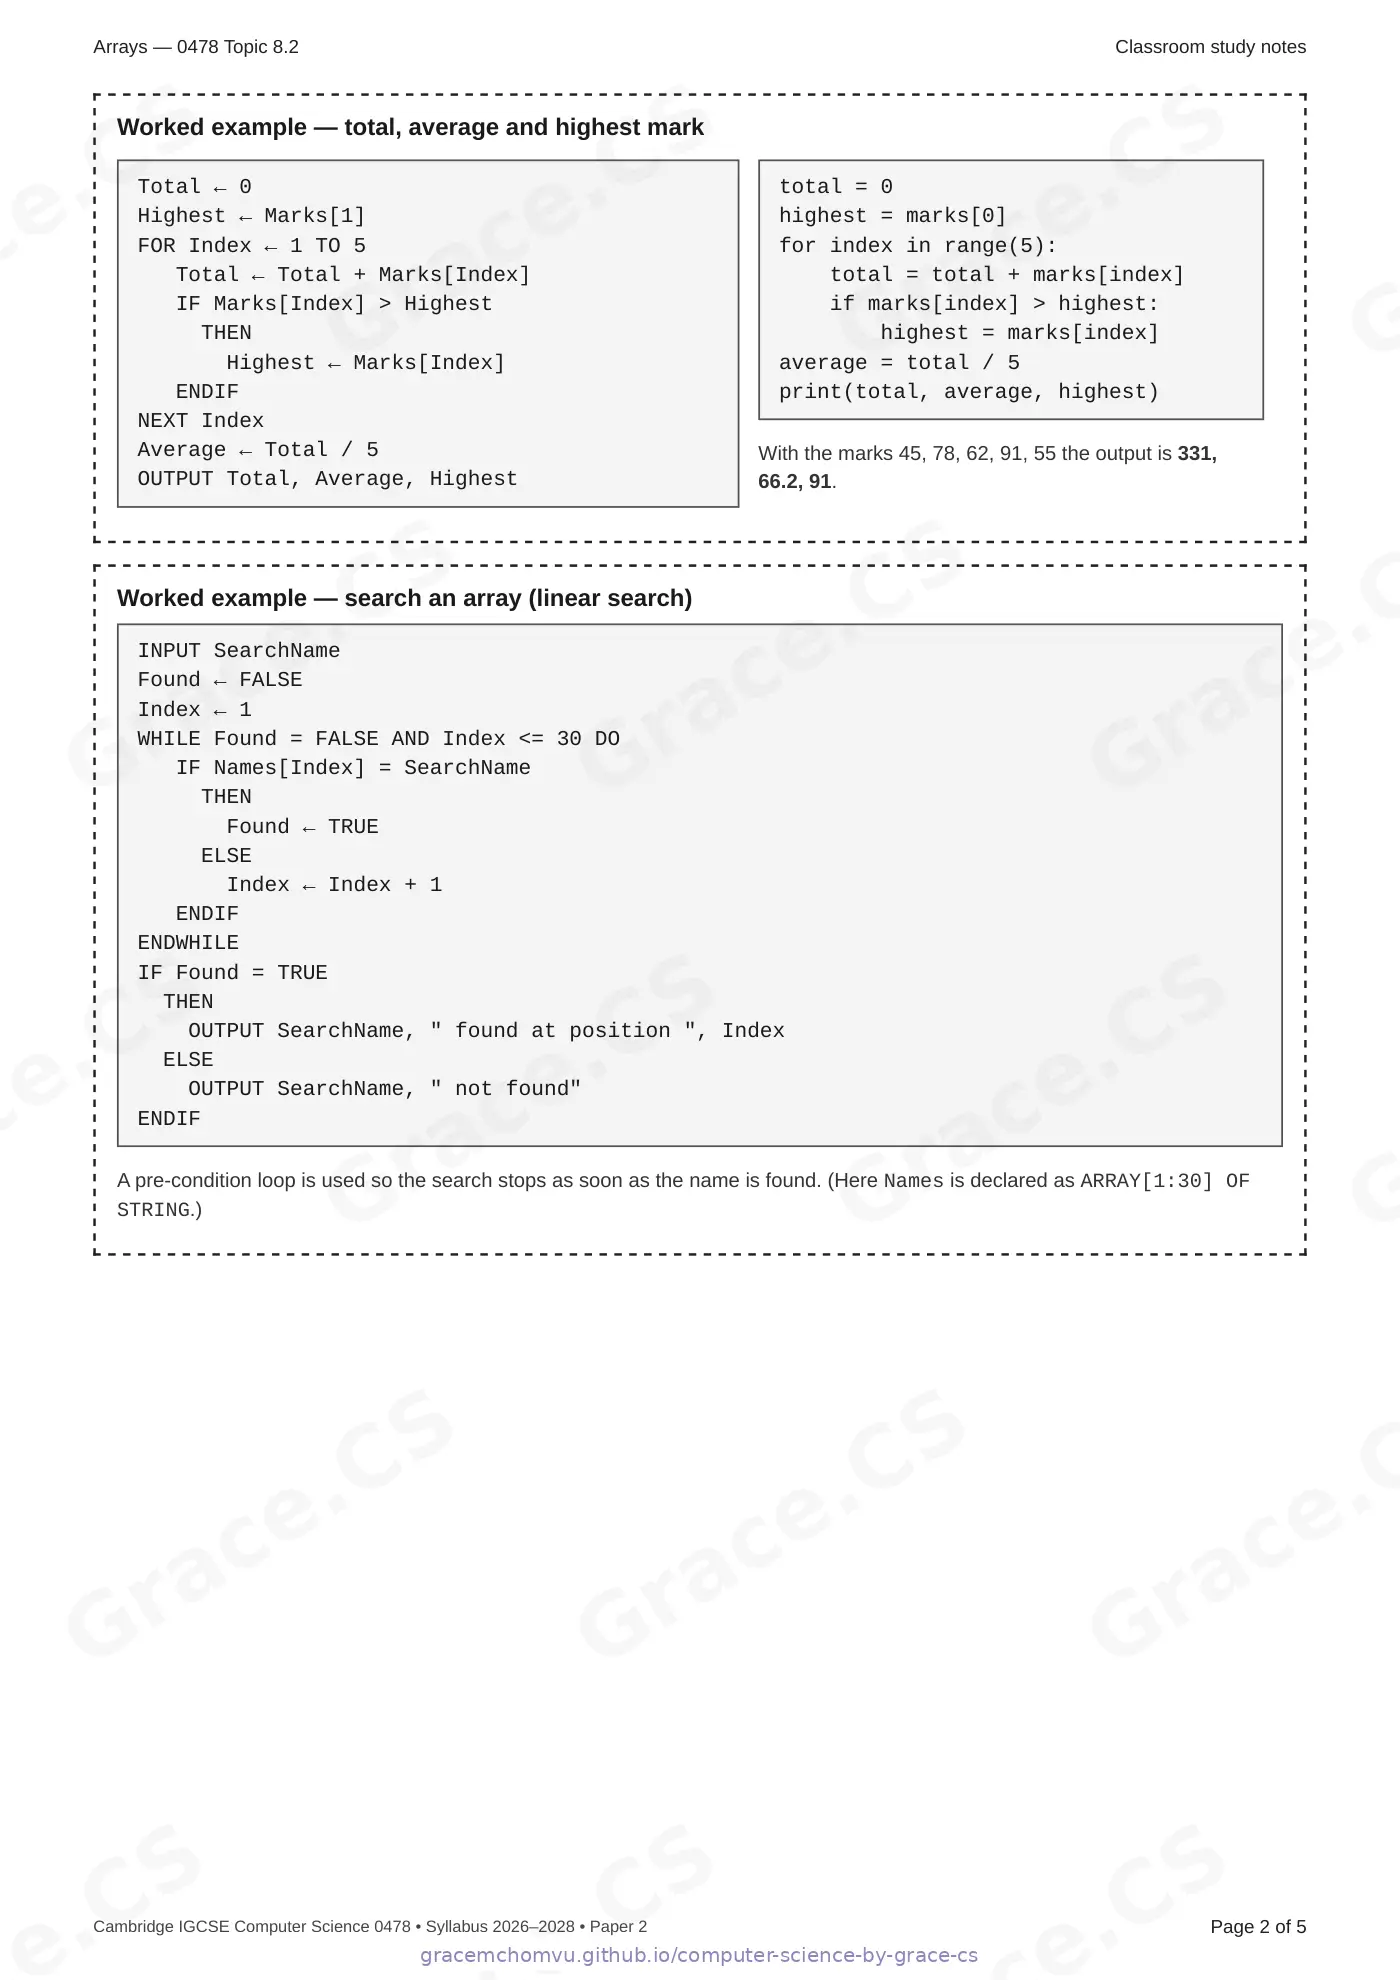 Arrays — 0478 Topic 8.2
Classroom study notes
Worked example — total, average and highest mark
Total ← 0
Highest ← Marks[1]
FOR Index ← 1 TO 5
   Total ← Total + Marks[Index]
   IF Marks[Index] > Highest
     THEN
       Highest ← Marks[Index]
   ENDIF
NEXT Index
Average ← Total / 5
OUTPUT Total, Average, Highest
total = 0
highest = marks[0]
for index in range(5):
    total = total + marks[index]
    if marks[index] > highest:
        highest = marks[index]
average = total / 5
print(total, average, highest)
With the marks 45, 78, 62, 91, 55 the output is 331,
66.2, 91.
Worked example — search an array (linear search)
INPUT SearchName
Found ← FALSE
Index ← 1
WHILE Found = FALSE AND Index <= 30 DO
   IF Names[Index] = SearchName
     THEN
       Found ← TRUE
     ELSE
       Index ← Index + 1
   ENDIF
ENDWHILE
IF Found = TRUE
  THEN
    OUTPUT SearchName, " found at position ", Index
  ELSE
    OUTPUT SearchName, " not found"
ENDIF
A pre-condition loop is used so the search stops as soon as the name is found. (Here Names is declared as ARRAY[1:30] OF
STRING.)
Cambridge IGCSE Computer Science 0478 • Syllabus 2026–2028 • Paper 2
Page 2 of 5
gracemchomvu.github.io/computer-science-by-grace-cs
Grace.CS